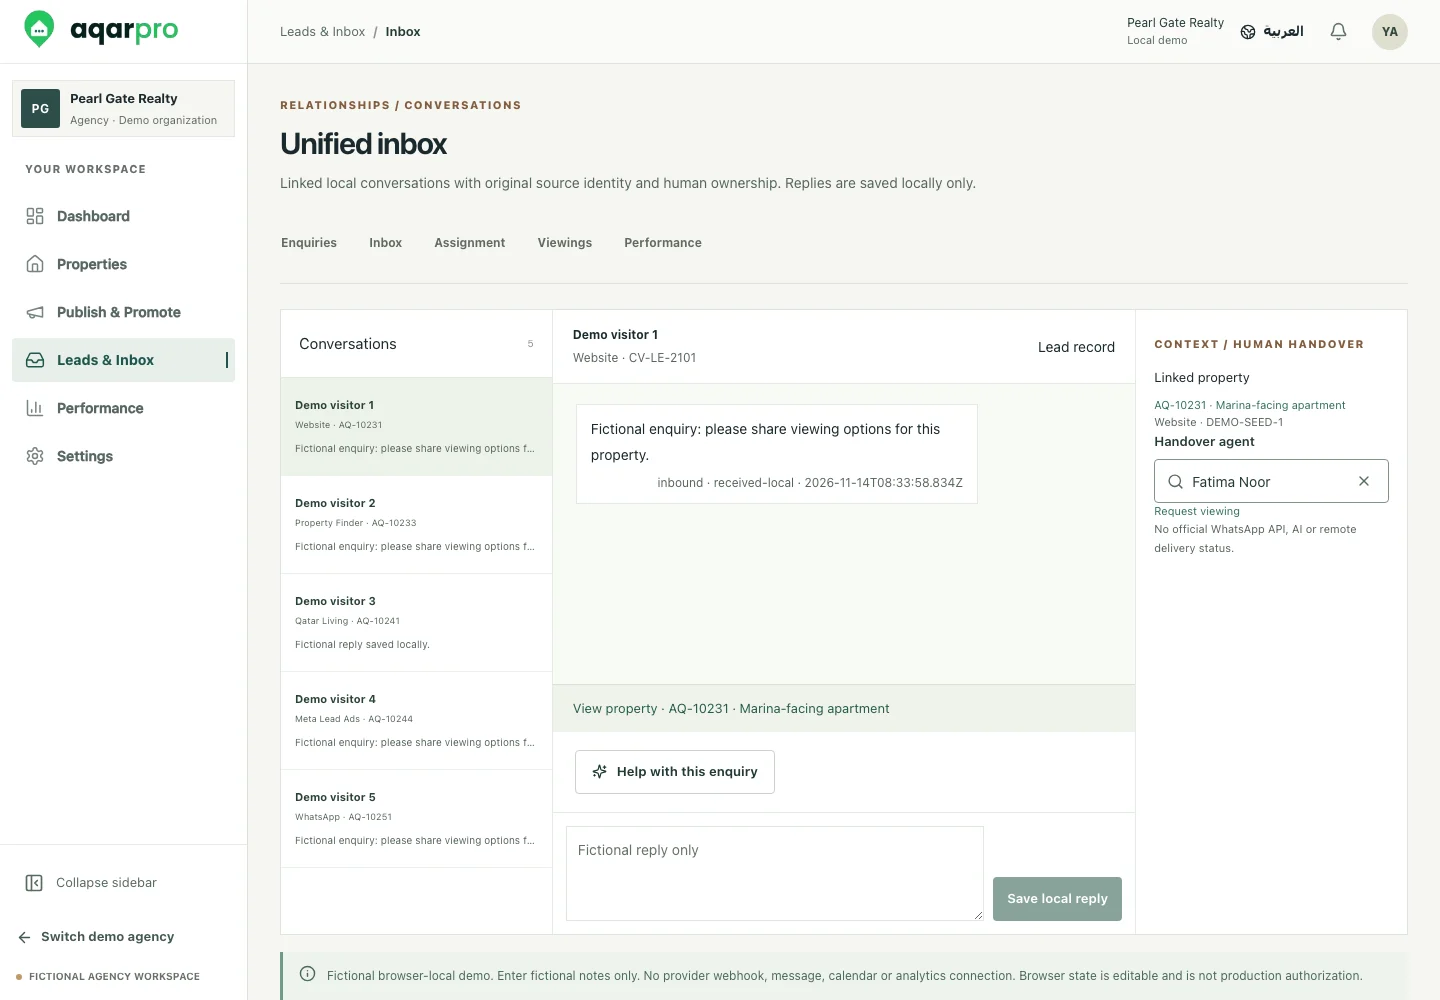 aqarpro
Leads & Inbox / Inbox
Pearl Gate Realty
Local demo
العربية
YA
PG
Pearl Gate Realty
Agency · Demo organization
YOUR WORKSPACE
Dashboard
Properties
Publish & Promote
Leads & Inbox
Performance
Settings
Collapse sidebar
Switch demo agency
FICTIONAL AGENCY WORKSPACE
RELATIONSHIPS / CONVERSATIONS
Unified inbox
Linked local conversations with original source identity and human ownership. Replies are saved locally only.
Enquiries
Inbox
Assignment
Viewings
Performance
Conversations
5
Demo visitor 1
Website · AQ-10231
Fictional enquiry: please share viewing options f...
Demo visitor 2
Property Finder · AQ-10233
Fictional enquiry: please share viewing options f...
Demo visitor 3
Qatar Living · AQ-10241
Fictional reply saved locally.
Demo visitor 4
Meta Lead Ads · AQ-10244
Fictional enquiry: please share viewing options f...
Demo visitor 5
WhatsApp · AQ-10251
Fictional enquiry: please share viewing options f...
Demo visitor 1
Website · CV-LE-2101
Lead record
Fictional enquiry: please share viewing options for this
property.
inbound · received-local · 2026-11-14T08:33:58.834Z
View property · AQ-10231 · Marina-facing apartment
Help with this enquiry
Fictional reply only
Save local reply
CONTEXT / HUMAN HANDOVER
Linked property
AQ-10231 · Marina-facing apartment
Website · DEMO-SEED-1
Handover agent
Fatima Noor
Request viewing
No official WhatsApp API, AI or remote
delivery status.
Fictional browser-local demo. Enter fictional notes only. No provider webhook, message, calendar or analytics connection. Browser state is editable and is not production authorization.